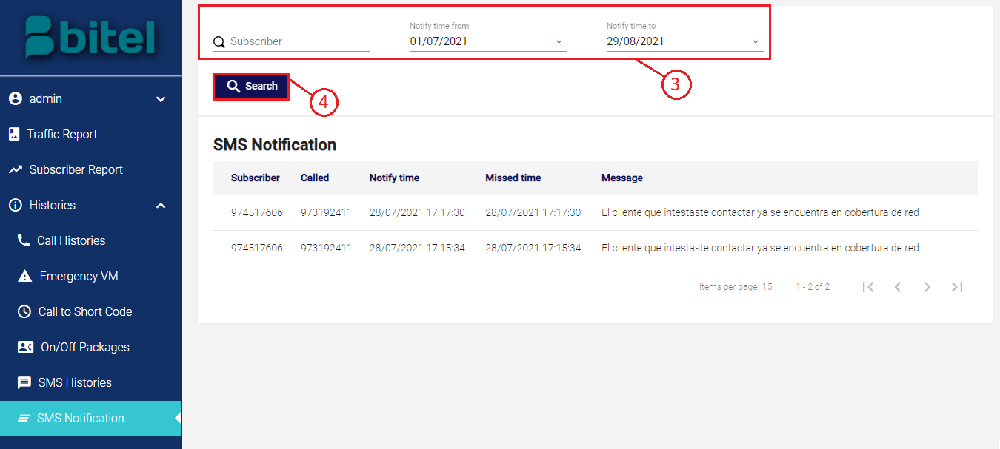 bitel
admin
Traffic Report
Subscriber Report
Histories
Call Histories
Emergency VM
Call to Short Code
On/Off Packages
SMS Histories
SMS Notification
Subscriber
Notify time from
01/07/2021
Notify time to
29/08/2021
3
Search
4
SMS Notification
Subscriber Called Notify time Missed time Message
974517606 973192411 28/07/2021 17:17:30 28/07/2021 17:17:30 El cliente que intestaste contactar ya se encuentra en cobertura de red
974517606 973192411 28/07/2021 17:15:34 28/07/2021 17:15:34 El cliente que intestaste contactar ya se encuentra en cobertura de red
Items per page: 15 1 - 2 of 2